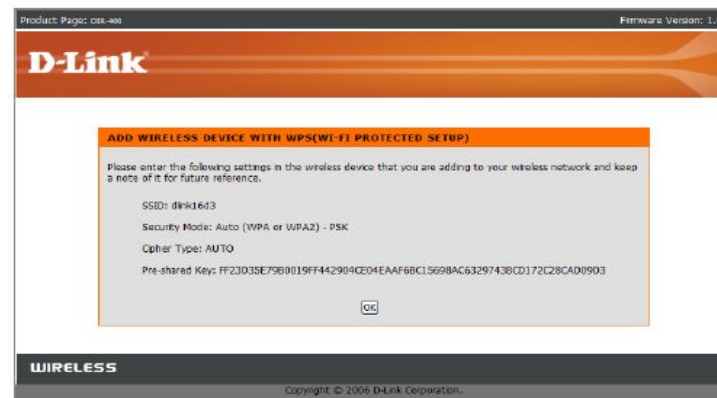 Product Page:
Firmware Version: 1.
D-Link
ADD WIRELESS DEVICE WITH WPS(WI-FI PROTECTED SETUP)
Please enter the following settings in the wireless device that you are adding to your wireless network and keep
a note of it for future reference.
SSID: dlink16d3
Security Mode: Auto (WPA or WPA2) - PSK
Cipher Type: AUTO
Pre-shared Key:
OK
WIRELESS
Copyright © 2006 D-Link Corporation.